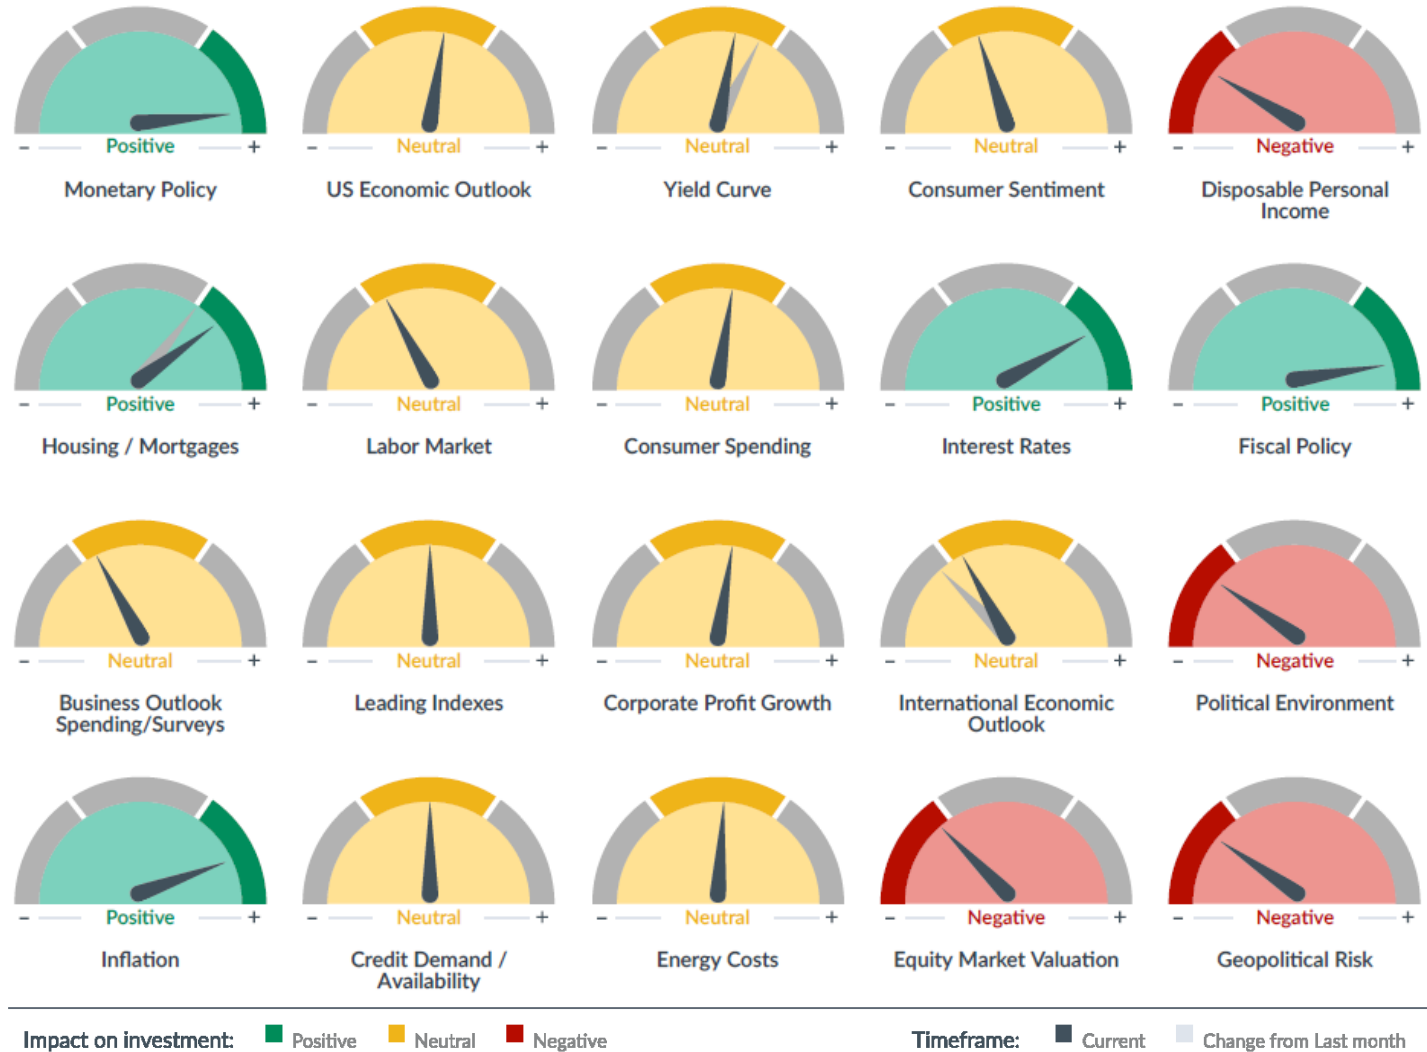 − Positive +
Monetary Policy
− Neutral +
US Economic Outlook
− Neutral +
Yield Curve
− Neutral +
Consumer Sentiment
− Negative +
Disposable Personal
Income
− Positive +
Housing / Mortgages
− Neutral +
Labor Market
− Neutral +
Consumer Spending
− Positive +
Interest Rates
− Positive +
Fiscal Policy
− Neutral +
Business Outlook
Spending/Surveys
− Neutral +
Leading Indexes
− Neutral +
Corporate Profit Growth
− Neutral +
International Economic
Outlook
− Negative +
Political Environment
− Positive +
Inflation
− Neutral +
Credit Demand /
Availability
− Neutral +
Energy Costs
− Negative +
Equity Market Valuation
− Negative +
Geopolitical Risk
Impact on investment: Positive Neutral Negative
Timeframe: Current Change from Last month